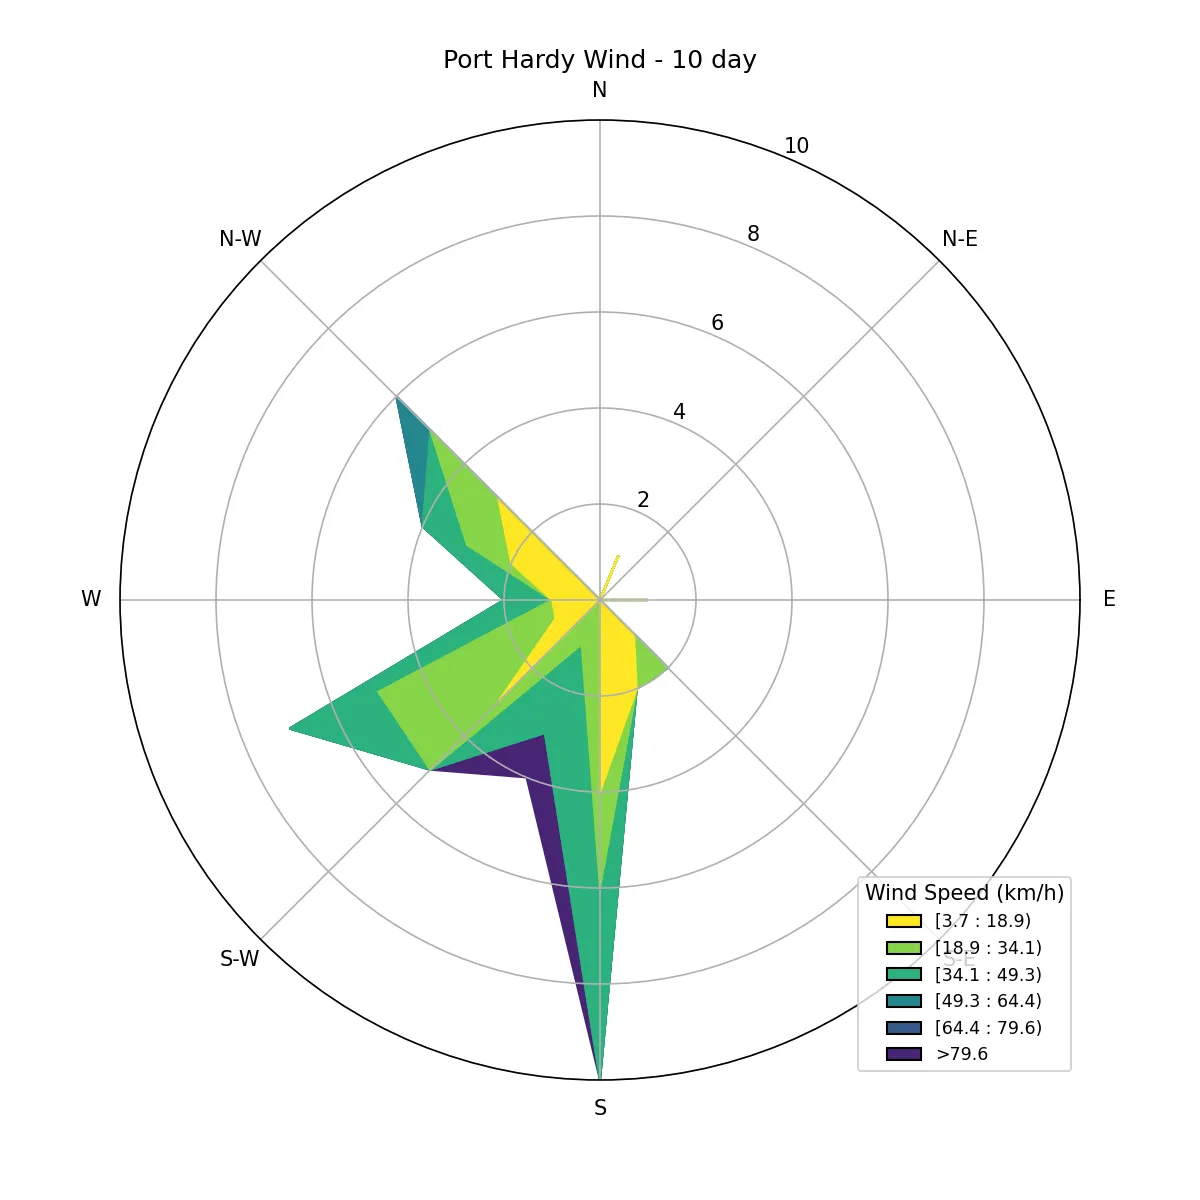 Port Hardy Wind - 10 day
N
10
N-W
N-E
8
6
4
2
W
E
Wind Speed (km/h)
[3.7 : 18.9)
[18.9 : 34.1)
S-W
S-E
[34.1 : 49.3)
[49.3 : 64.4)
[64.4 : 79.6)
>79.6
S